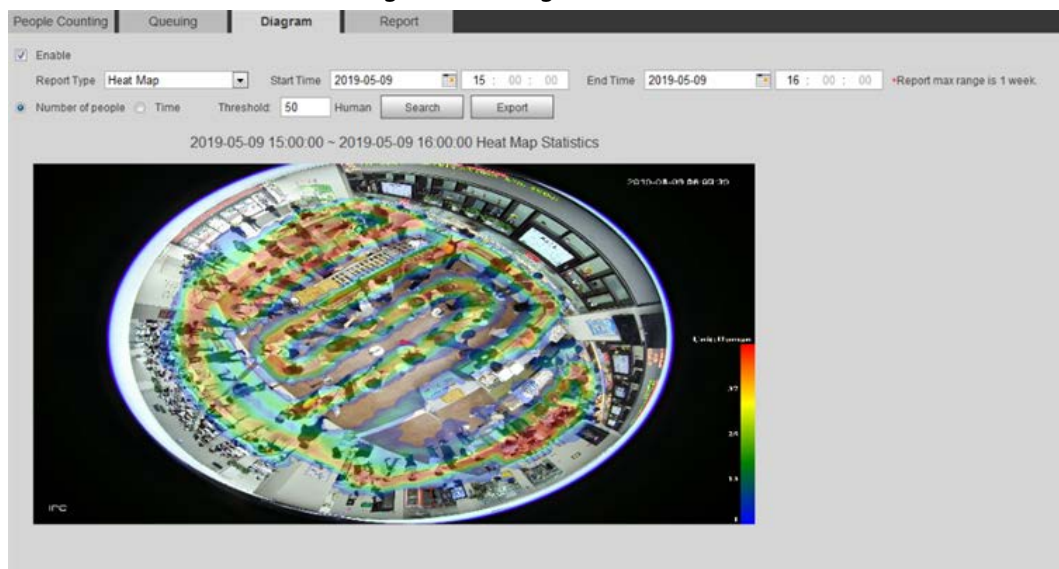 People Counting Queuing Diagram Report
Enable
Report Type Heat Map Start Time 2019-05-09 15 : 00 : 00 End Time 2019-05-09 16 : 00 : 00 *Report max range is 1 week.
Number of people Time Threshold: 50 Human Search Export
2019-05-09 15:00:00 ~ 2019-05-09 16:00:00 Heat Map Statistics
Unit:Human
IPC